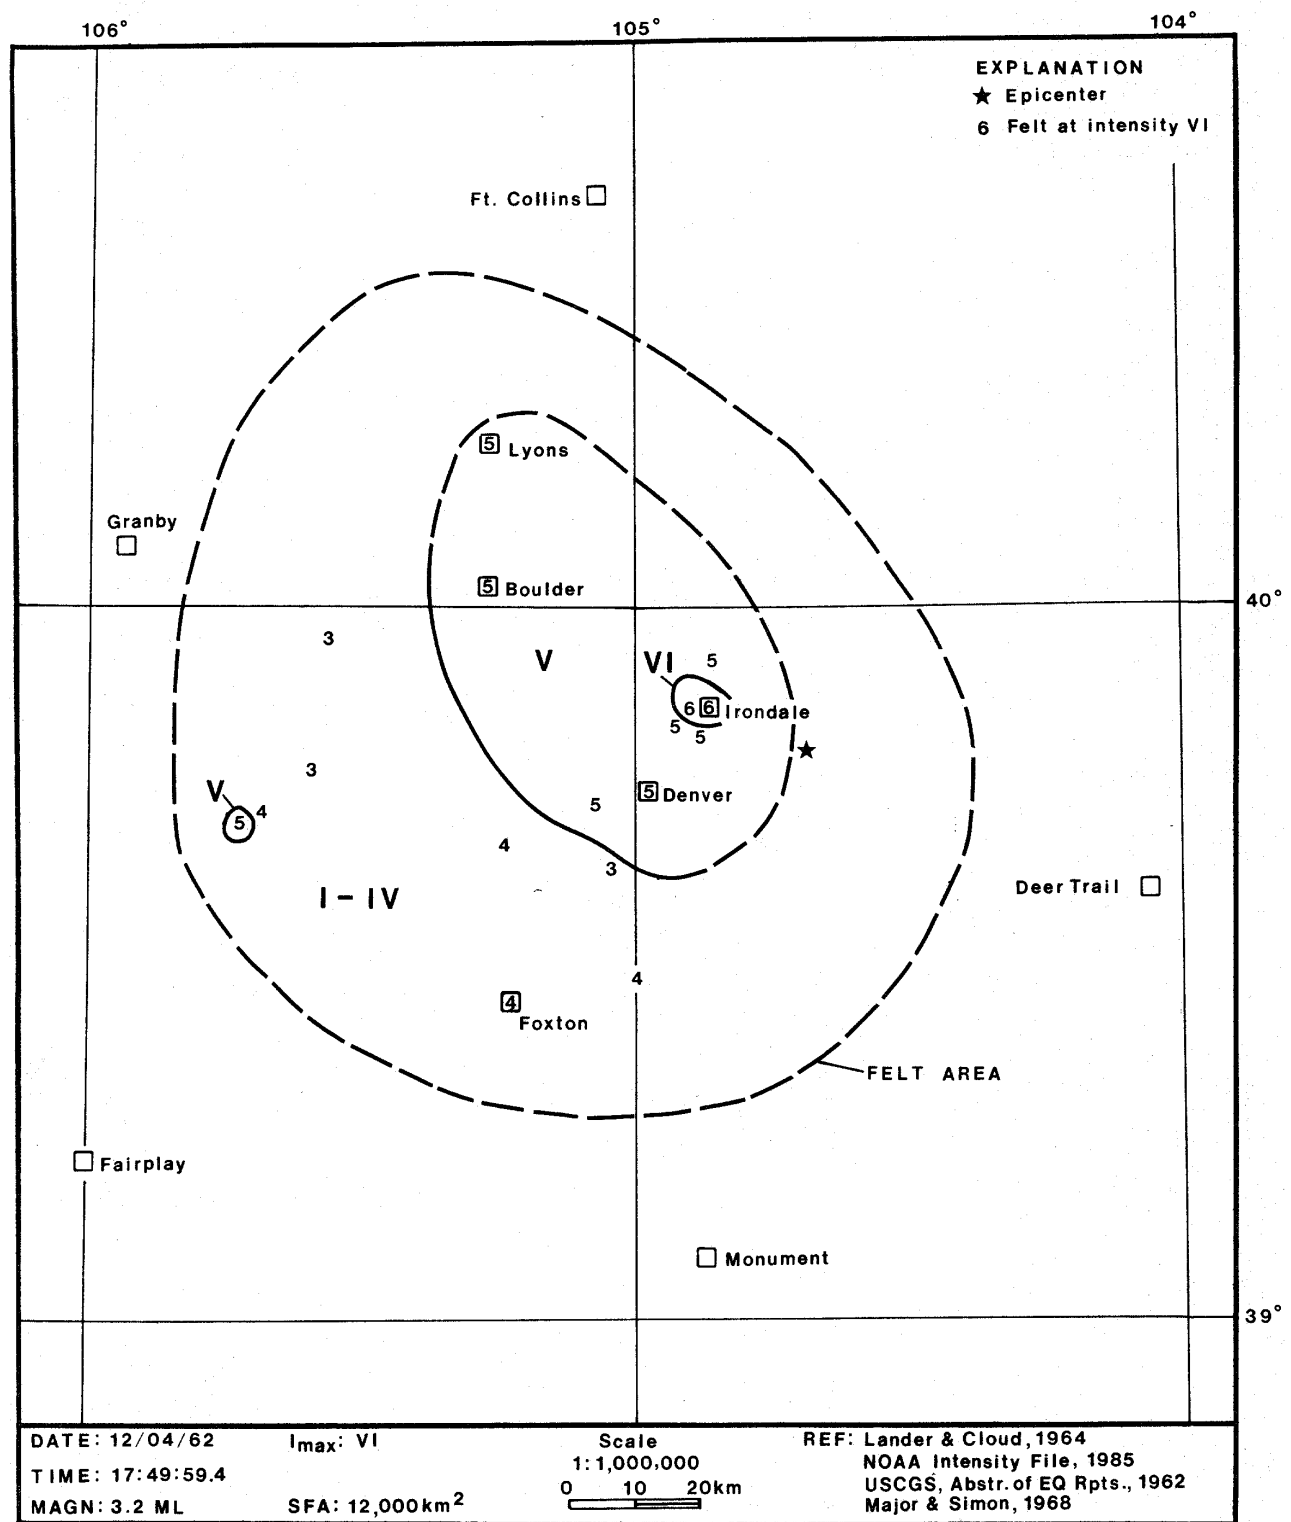 106° 105° 104°
EXPLANATION
★ Epicenter
6 Felt at intensity VI
Ft. Collins
5 Lyons
Granby
5 Boulder
40°
3
V
VI 5
6 6 Irondale
5 5
3
V 4
5
5
5 Denver
4
3
I-IV
Deer Trail
4
4
Foxton
FELT AREA
Fairplay
Monument
39°
DATE: 12/04/62
TIME: 17:49:59.4
MAGN: 3.2 ML
Imax: VI
SFA: 12,000km²
Scale
1:1,000,000
0 10 20km
REF: Lander & Cloud, 1964
NOAA Intensity File, 1985
USCGS, Abstr. of EQ Rpts., 1962
Major & Simon, 1968